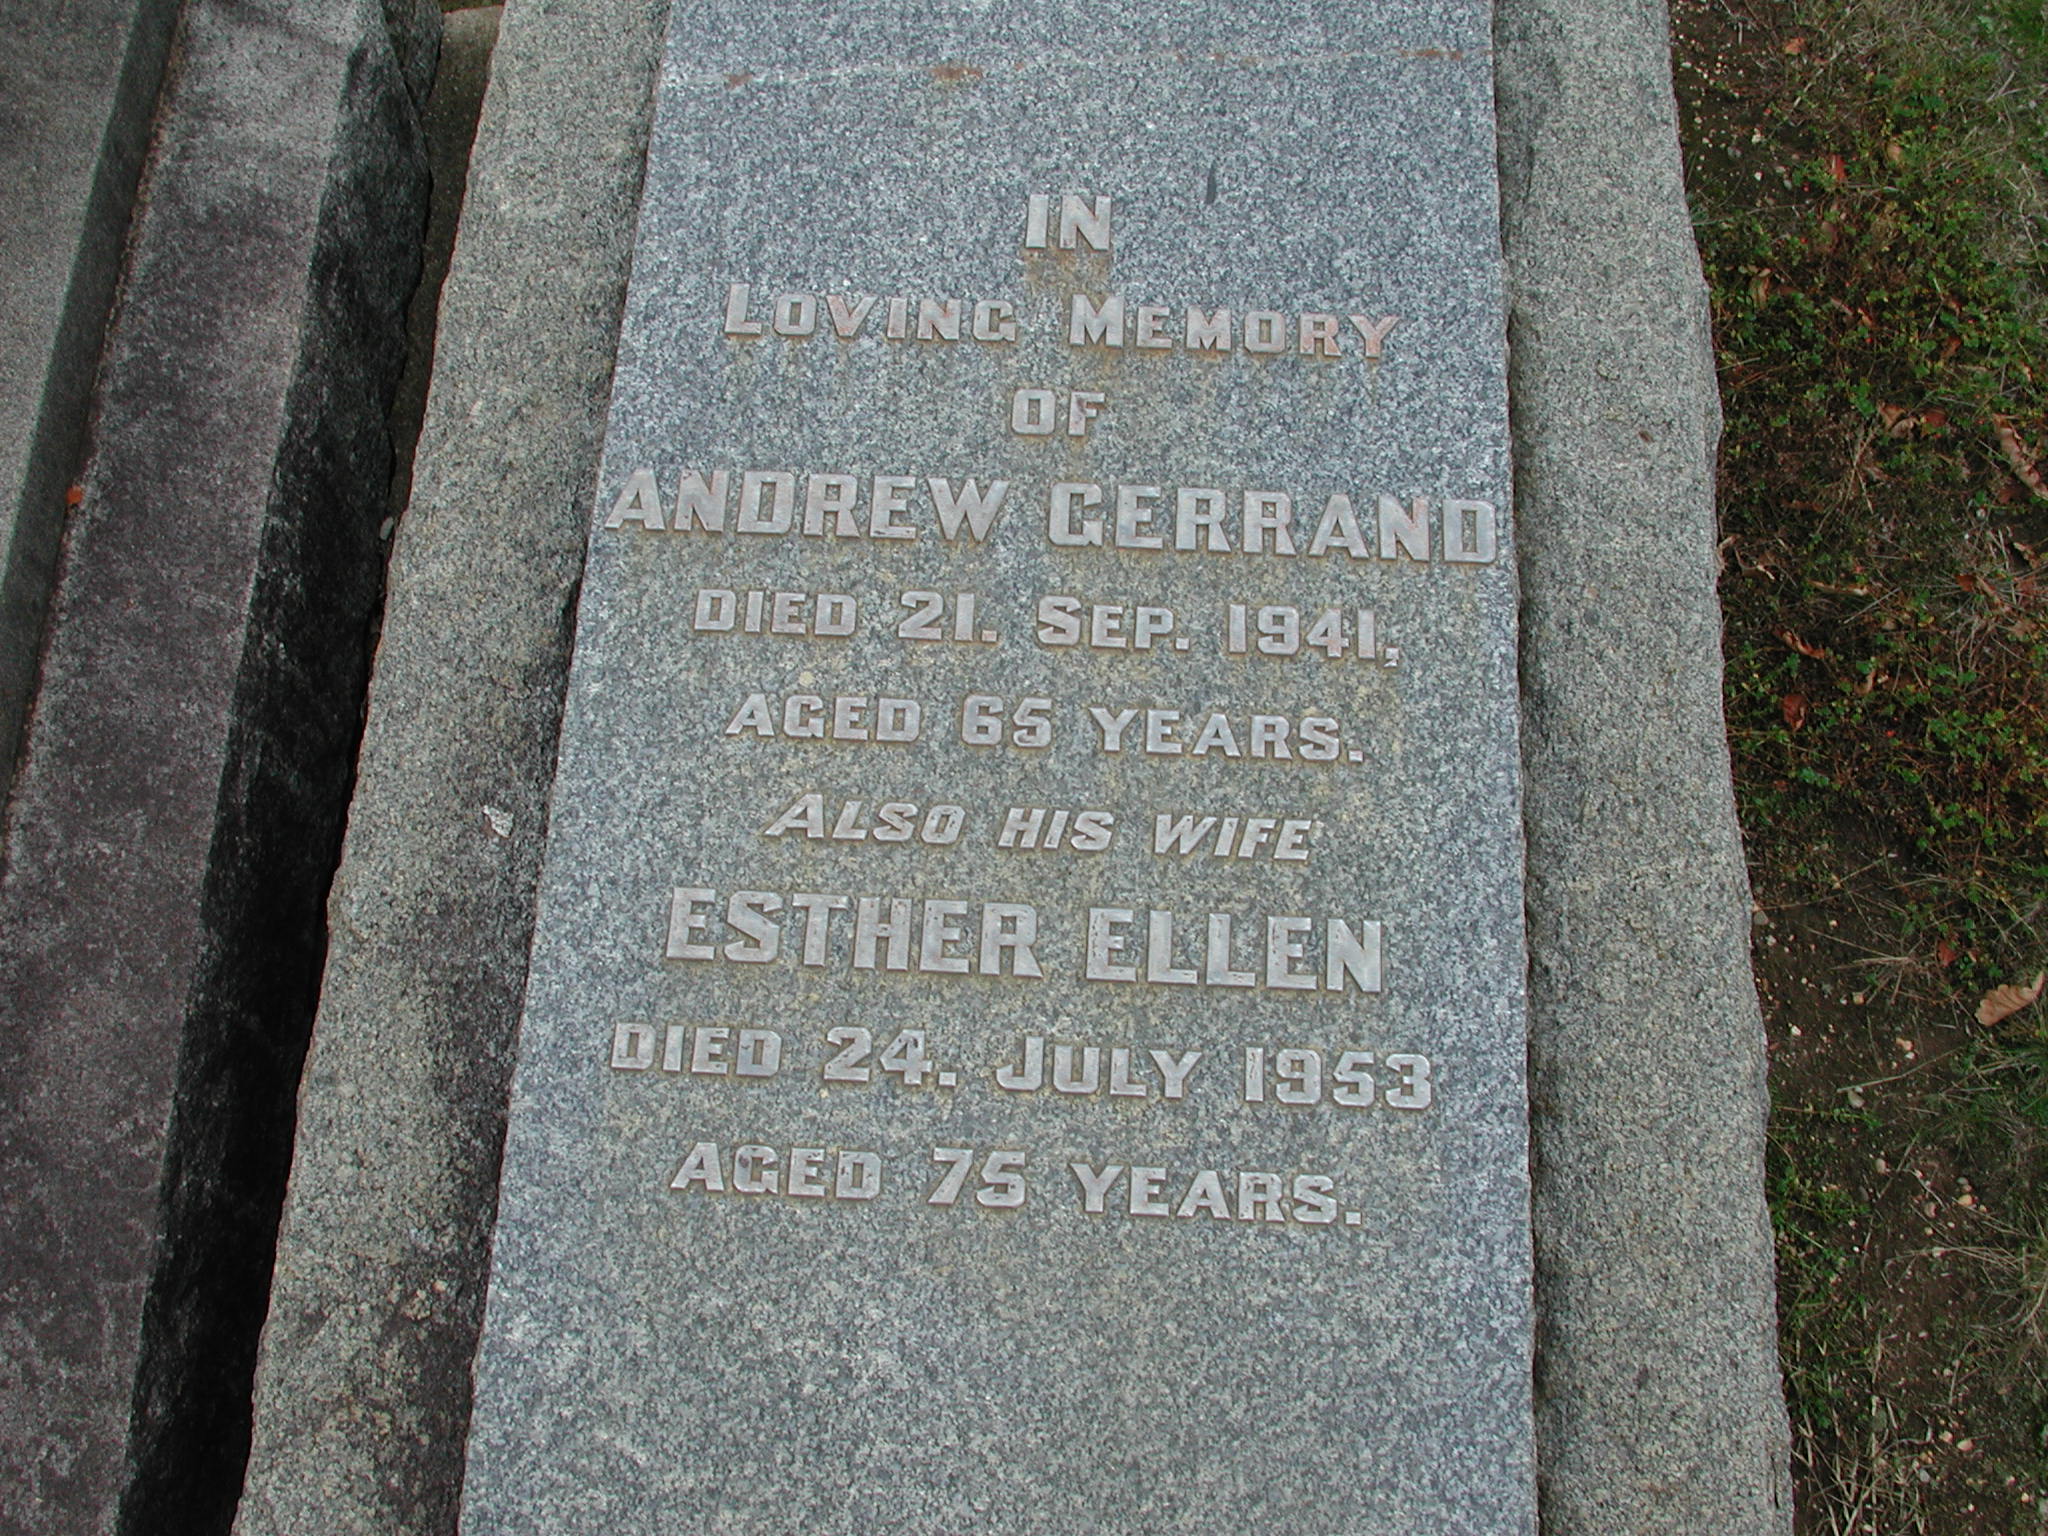 IN
LOVING MEMORY
OF
ANDREW GERRAND
DIED 21. SEP. 1941,
AGED 65 YEARS.
ALSO HIS WIFE
ESTHER ELLEN
DIED 24. JULY 1953
AGED 75 YEARS.